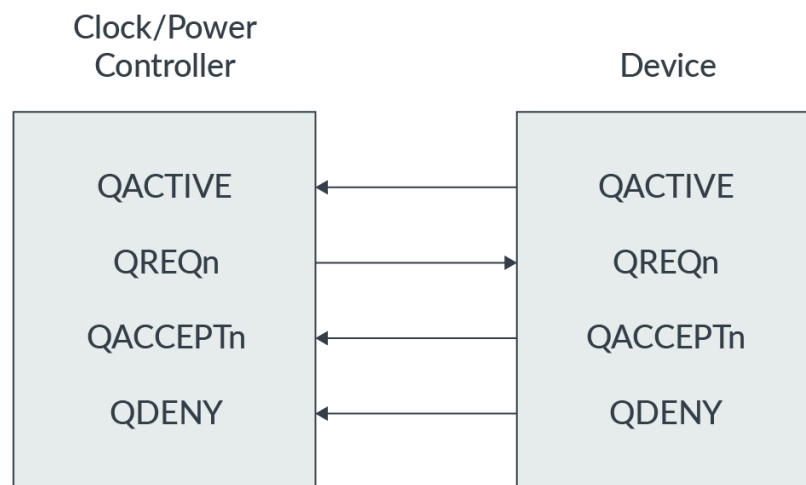 Clock/Power
Controller
Device
QACTIVE
QACTIVE
QREQn
QREQn
QACCEPTn
QACCEPTn
QDENY
QDENY